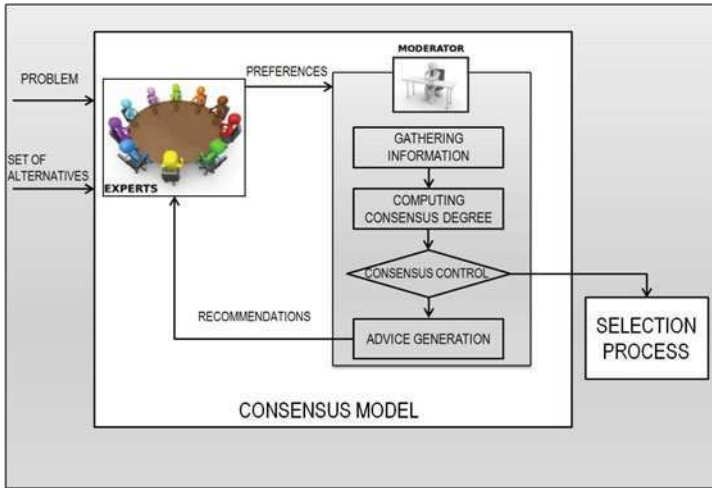 PROBLEM
SET OF
ALTERNATIVES
EXPERTS
PREFERENCES
MODERATOR
GATHERING
INFORMATION
COMPUTING
CONSENSUS DEGREE
CONSENSUS CONTROL
ADVICE GENERATION
RECOMMENDATIONS
SELECTION
PROCESS
CONSENSUS MODEL